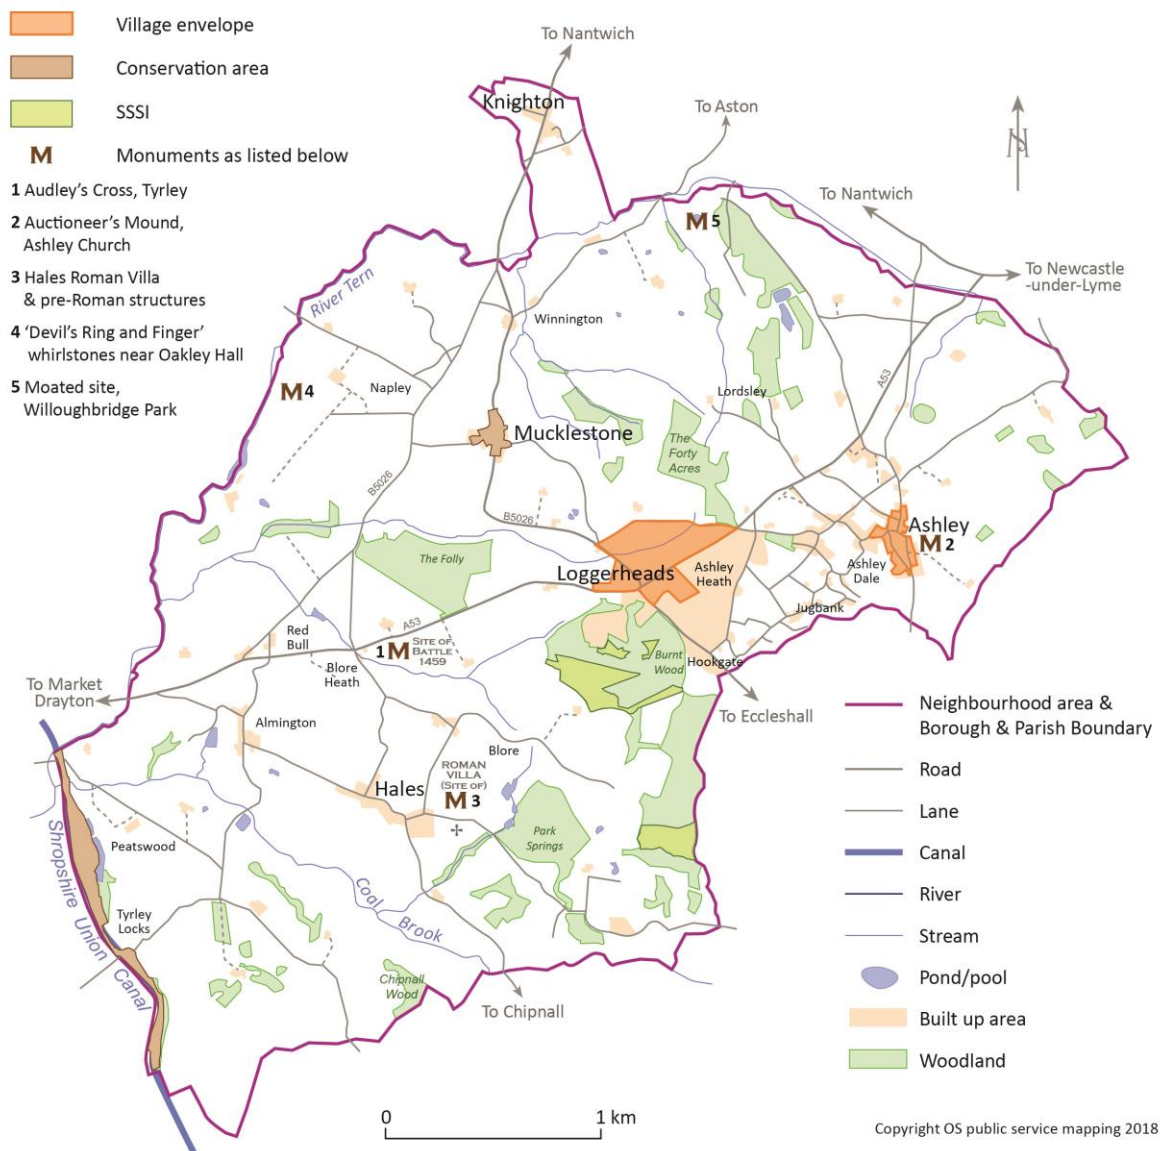 Village envelope
Conservation area
SSSI
M Monuments as listed below
1 Audley's Cross, Tyrley
2 Auctioneer's Mound,
Ashley Church
3 Hales Roman Villa
& pre-Roman structures
4 'Devil's Ring and Finger'
whirlstones near Oakley Hall
5 Moated site,
Willoughbridge Park
To Nantwich
Knighton
To Aston
N
To Nantwich
M 5
To Newcastle
-under-Lyme
River Tern
Winnington
M 4
Napley
Lordsley
A53
Mucklestone
The
Forty
Acres
B5026
B5026
Ashley
M 2
The Folly
Loggerheads
Ashley
Heath
Ashley
Dale
Jugbank
A53
Red
Bull
1 M
SITE OF
BATTLE
1459
Blore
Heath
Burnt
Wood
Hookgate
To Market
Drayton
To Eccleshall
Almington
Blore
ROMAN
VILLA
(SITE OF)
M 3
Hales
Park
Springs
Peatswood
Shropshire Union Canal
Tyrley
Locks
Coal Brook
Chipnall
Wood
To Chipnall
Neighbourhood area &
Borough & Parish Boundary
Road
Lane
Canal
River
Stream
Pond/pool
Built up area
Woodland
0 1 km
Copyright OS public service mapping 2018